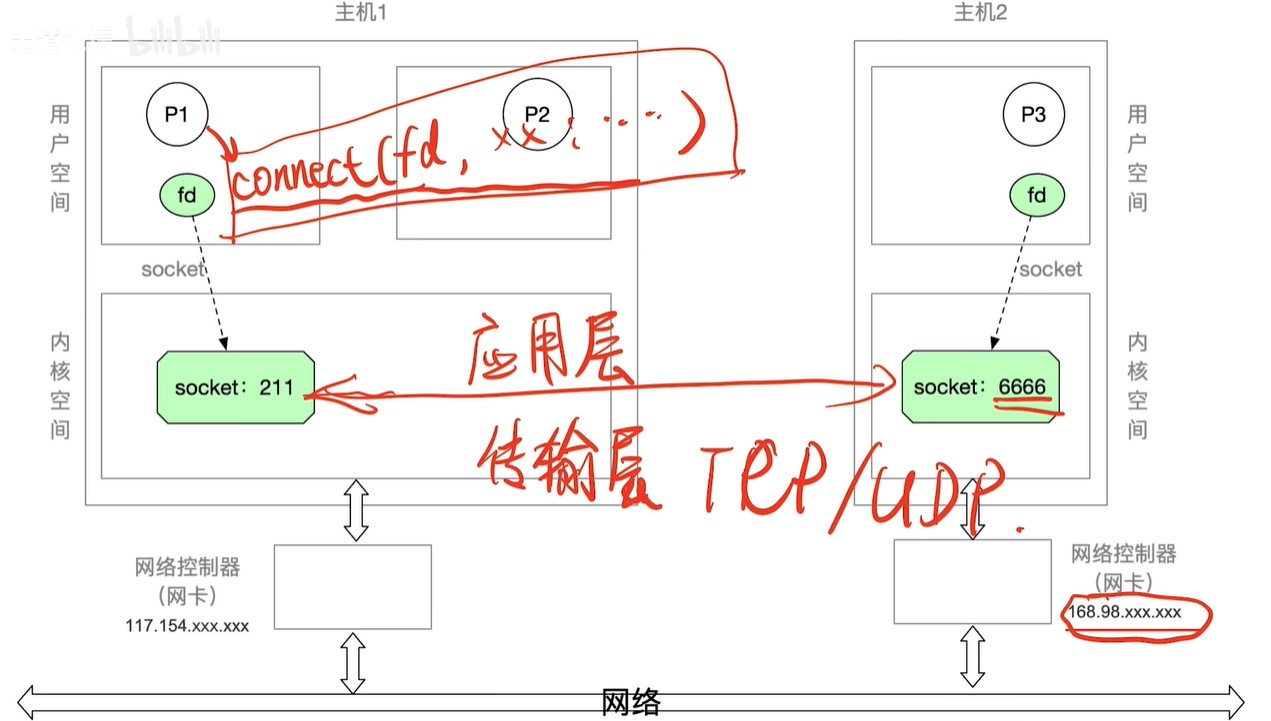 主机1
主机2
bilibili
用户空间
P1
P2
P3
用户空间
connect(fd, xx, ....)
fd
fd
socket
socket
内核空间
应用层
内核空间
socket: 211
socket: 6666
传输层 TCP/UDP.
网络控制器
(网卡)
117.154.xxx.xxx
网络控制器
(网卡)
168.98.xxx.xxx
网络